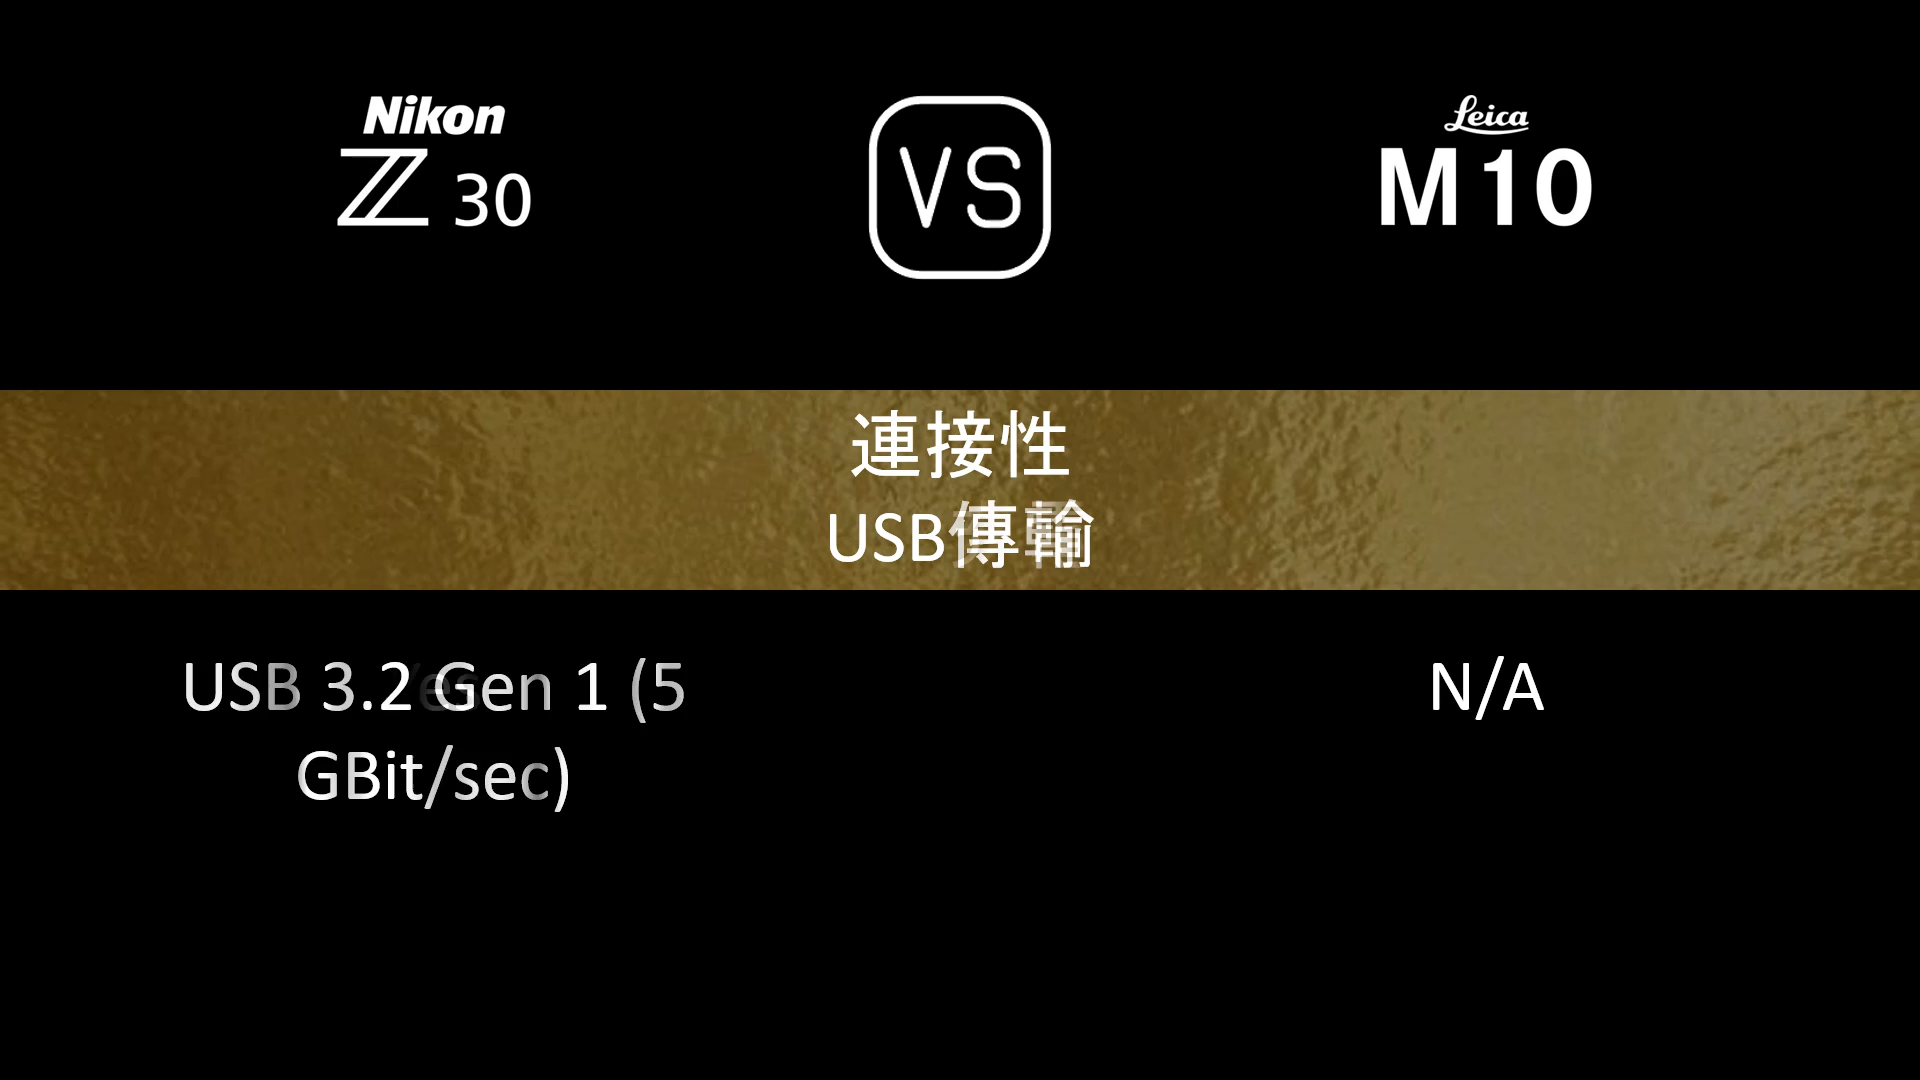 Nikon
Z 30
VS
Leica
M10
連接性
USB傳輸
USB 3.2 Gen 1 (5
GBit/sec)
N/A